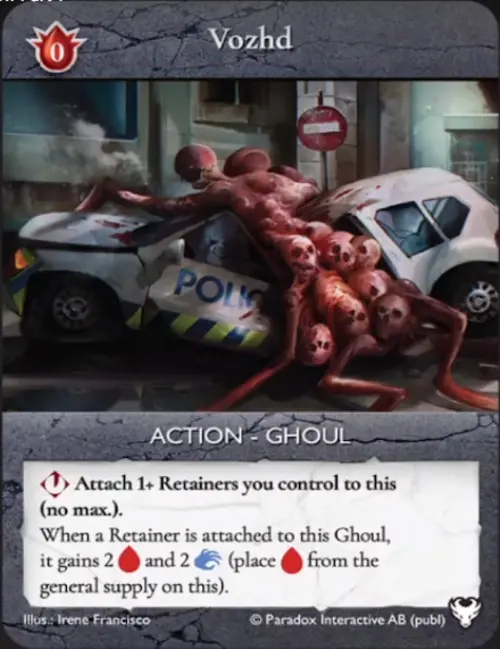 Vozhd
0
POLIC
ACTION - GHOUL
Attach 1+ Retainers you control to this
(no max.).
When a Retainer is attached to this Ghoul,
it gains 2 and 2 (place from the
general supply on this).
Illus.: Irene Francisco
© Paradox Interactive AB (publ)